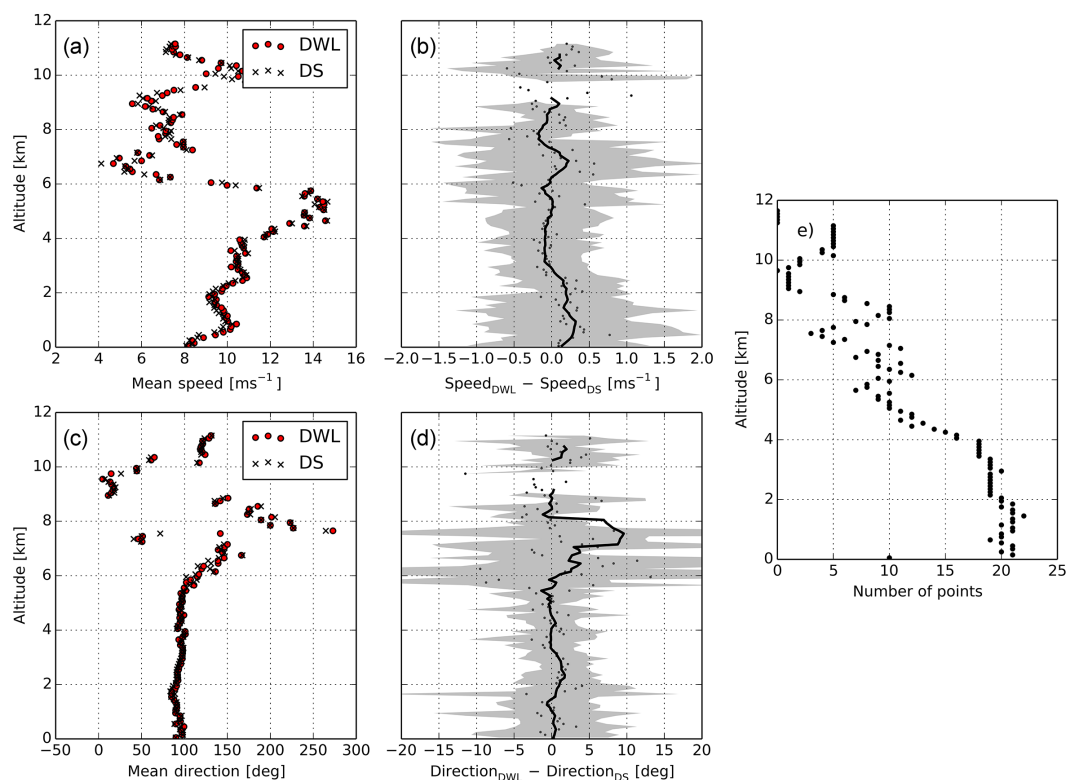 12
10
8
6
4
2
0
Altitude [km]
(a)
DWL
DS
2 4 6 8 10 12 14 16
Mean speed [ms⁻¹]
(b)
−2.0 −1.5 −1.0 −0.5 0.0 0.5 1.0 1.5 2.0
Speed_DWL − Speed_DS [ms⁻¹]
12
10
8
6
4
2
0
Altitude [km]
(c)
DWL
DS
−50 0 50 100 150 200 250 300
Mean direction [deg]
(d)
−20 −15 −10 −5 0 5 10 15 20
Direction_DWL − Direction_DS [deg]
12
10
8
6
4
2
0
Altitude [km]
e)
0 5 10 15 20 25
Number of points